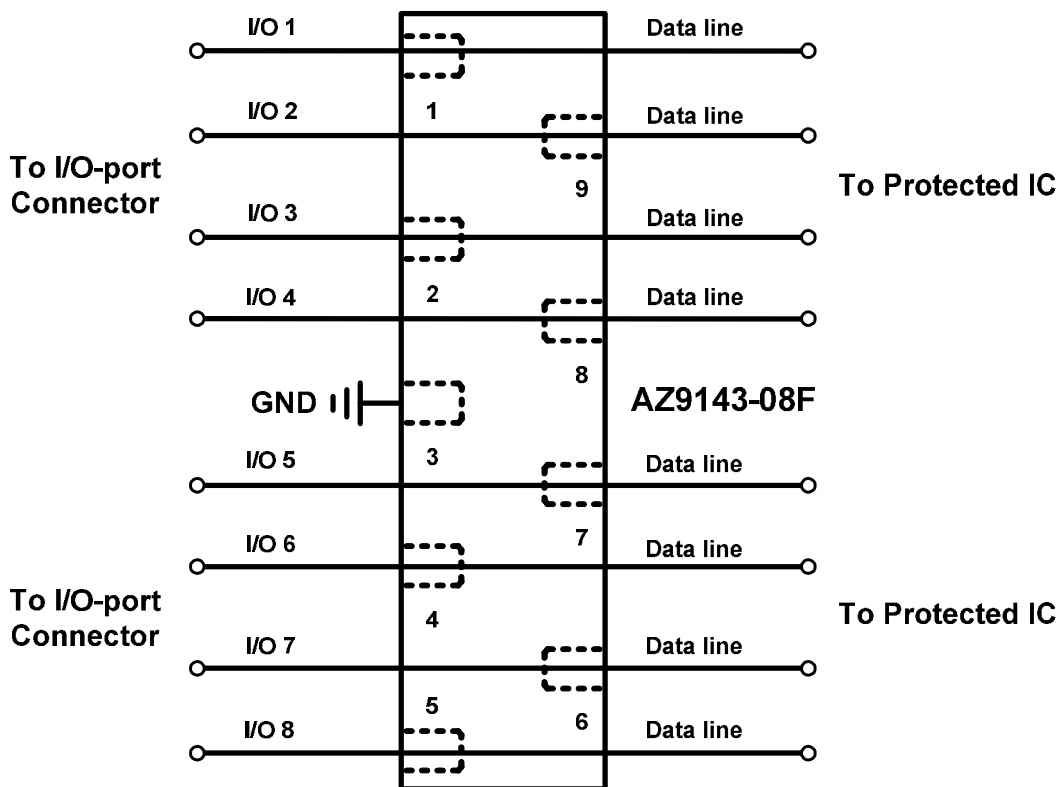 I/O 1
Data line
1
I/O 2
Data line
9
To I/O-port
Connector
To Protected IC
I/O 3
Data line
2
I/O 4
Data line
8
GND
AZ9143-08F
3
I/O 5
Data line
7
I/O 6
Data line
4
To I/O-port
Connector
To Protected IC
I/O 7
Data line
5
6
I/O 8
Data line